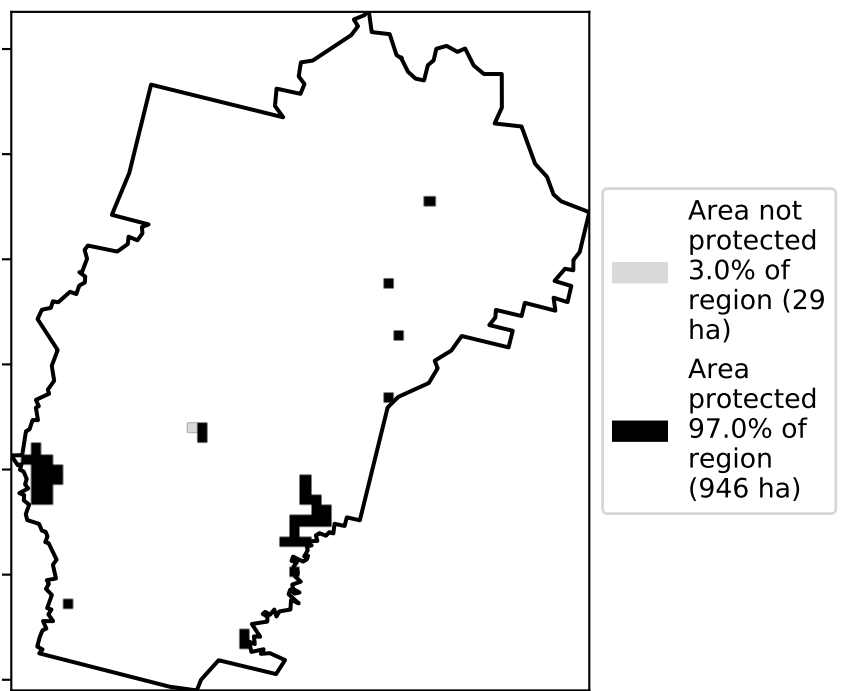 Area not
protected
3.0% of
region (29
ha)
Area
protected
97.0% of
region
(946 ha)